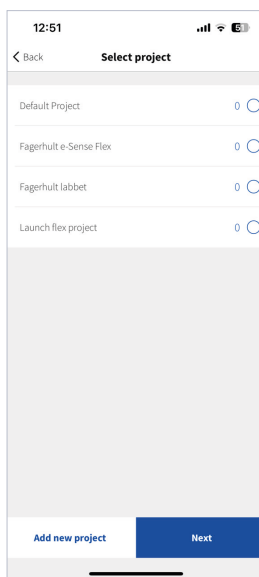 12:51
51
Back Select project
Default Project 0
Fagerhult e-Sense Flex 0
Fagerhult labbet 0
Launch flex project 0
Add new project Next